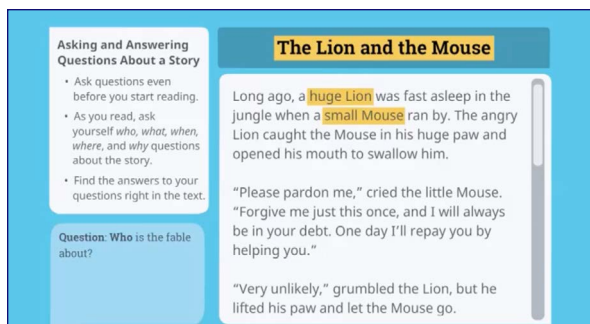 Asking and Answering
Questions About a Story
• Ask questions even
before you start reading.
• As you read, ask
yourself who, what, when,
where, and why questions
about the story.
• Find the answers to your
questions right in the text.
Question: Who is the fable
about?
The Lion and the Mouse
Long ago, a huge Lion was fast asleep in the
jungle when a small Mouse ran by. The angry
Lion caught the Mouse in his huge paw and
opened his mouth to swallow him.
“Please pardon me,” cried the little Mouse.
“Forgive me just this once, and I will always
be in your debt. One day I’ll repay you by
helping you.”
“Very unlikely,” grumbled the Lion, but he
lifted his paw and let the Mouse go.